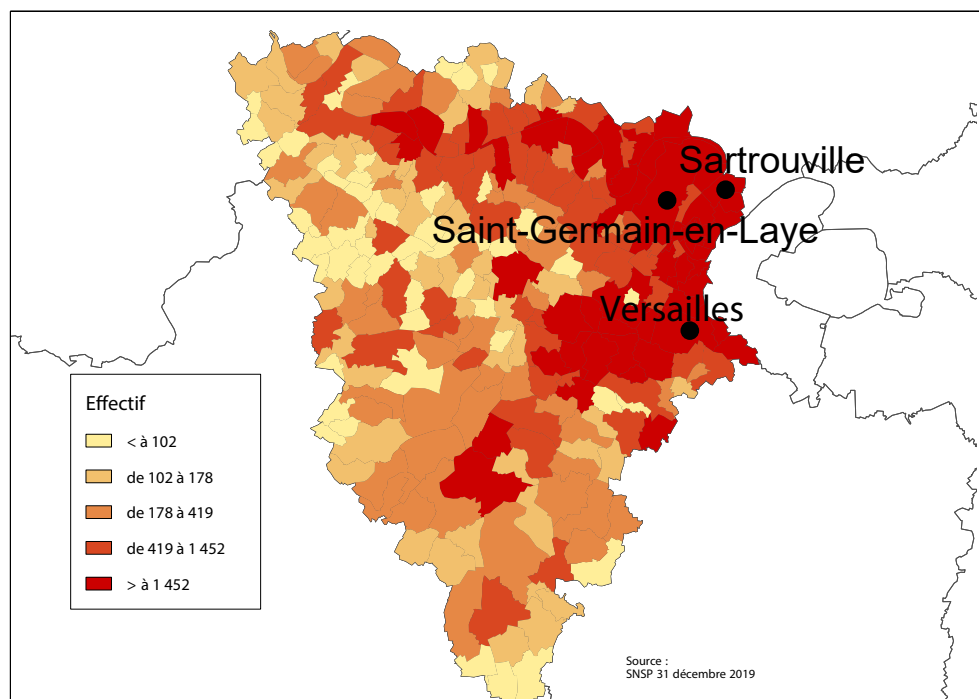 Sartrouville
Saint-Germain-en-Laye
Versailles
Effectif
< à 102
de 102 à 178
de 178 à 419
de 419 à 1 452
> à 1 452
Source :
SNSP 31 décembre 2019